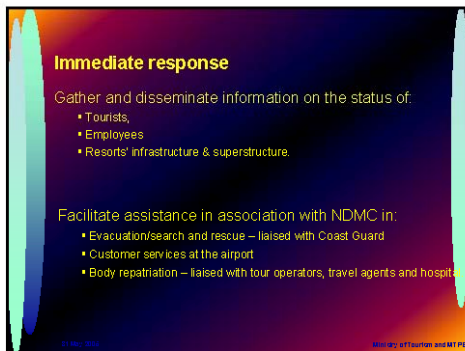 Immediate response
Gather and disseminate information on the status of:
▪ Tourists,
▪ Employees
▪ Resorts' infrastructure & superstructure.
Facilitate assistance in association with NDMC in:
▪ Evacuation/search and rescue – liaised with Coast Guard
▪ Customer services at the airport
▪ Body repatriation – liaised with tour operators, travel agents and hospital
Ministry of Tourism and MTPB